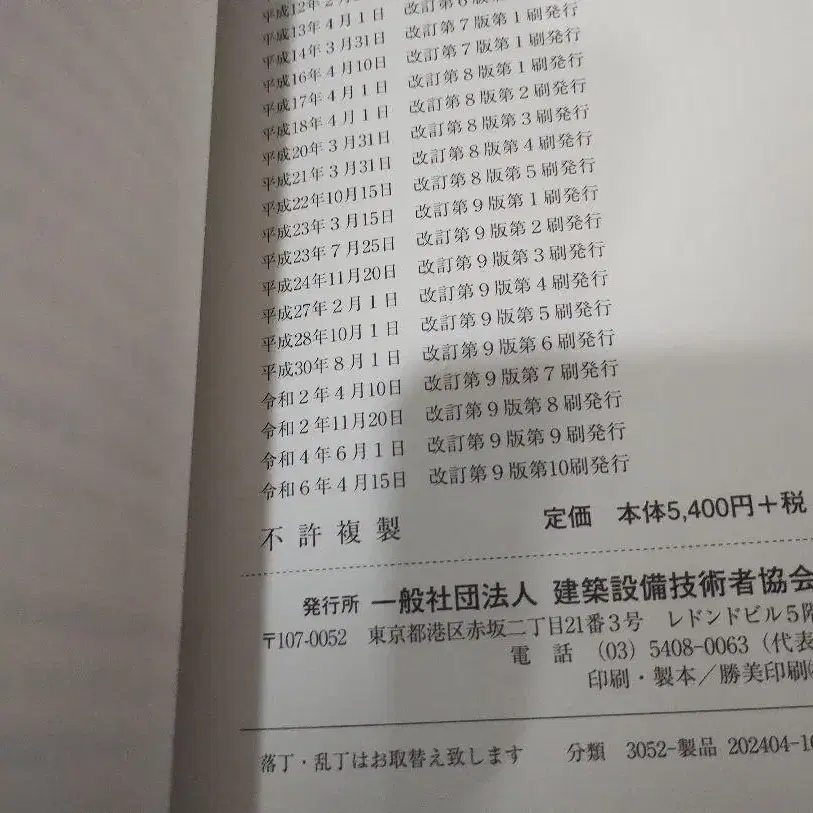 平成12年2月
平成13年4月1日 改訂第6版
平成14年3月31日 改訂第7版第1刷発行
平成16年4月10日 改訂第7版第1刷発行
平成17年4月1日 改訂第8版第1刷発行
平成18年4月1日 改訂第8版第2刷発行
平成20年3月31日 改訂第8版第3刷発行
平成21年3月31日 改訂第8版第4刷発行
平成22年10月15日 改訂第8版第5刷発行
平成23年3月15日 改訂第9版第1刷発行
平成23年7月25日 改訂第9版第2刷発行
平成24年11月20日 改訂第9版第3刷発行
平成27年2月1日 改訂第9版第4刷発行
平成28年10月1日 改訂第9版第5刷発行
平成30年8月1日 改訂第9版第6刷発行
令和2年4月10日 改訂第9版第7刷発行
令和2年11月20日 改訂第9版第8刷発行
令和4年6月1日 改訂第9版第9刷発行
令和6年4月15日 改訂第9版第10刷発行
不許複製 定価 本体5,400円+税
発行所 一般社団法人 建築設備技術者協会
〒107-0052 東京都港区赤坂二丁目21番3号 レドンドビル5階
電話 (03) 5408-0063 (代表
印刷・製本/勝美印刷㈱
落丁・乱丁はお取替え致します 分類 3052-製品 202404-10